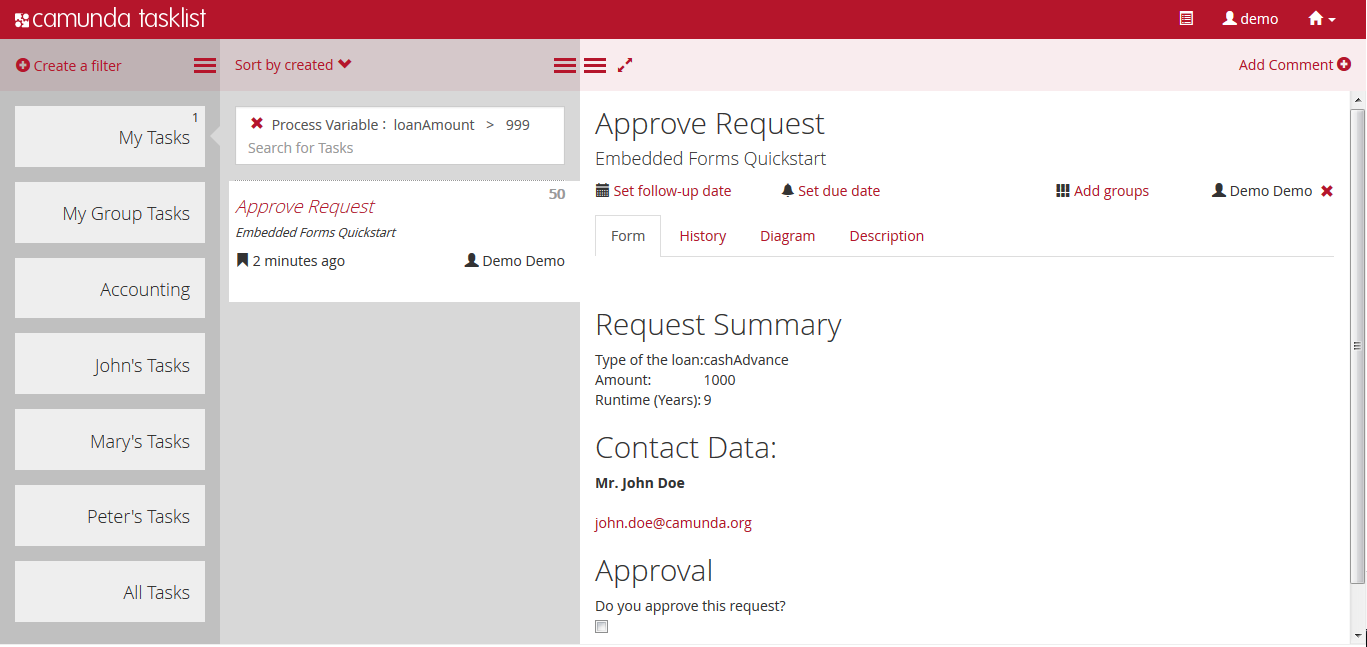 camunda tasklist
demo
Create a filter
Sort by created
Add Comment
1
My Tasks
My Group Tasks
Accounting
John's Tasks
Mary's Tasks
Peter's Tasks
All Tasks
Process Variable : loanAmount > 999
Search for Tasks
50
Approve Request
Embedded Forms Quickstart
2 minutes ago Demo Demo
Approve Request
Embedded Forms Quickstart
Set follow-up date Set due date Add groups Demo Demo
Form History Diagram Description
Request Summary
Type of the loan:cashAdvance
Amount: 1000
Runtime (Years): 9
Contact Data:
Mr. John Doe
john.doe@camunda.org
Approval
Do you approve this request?